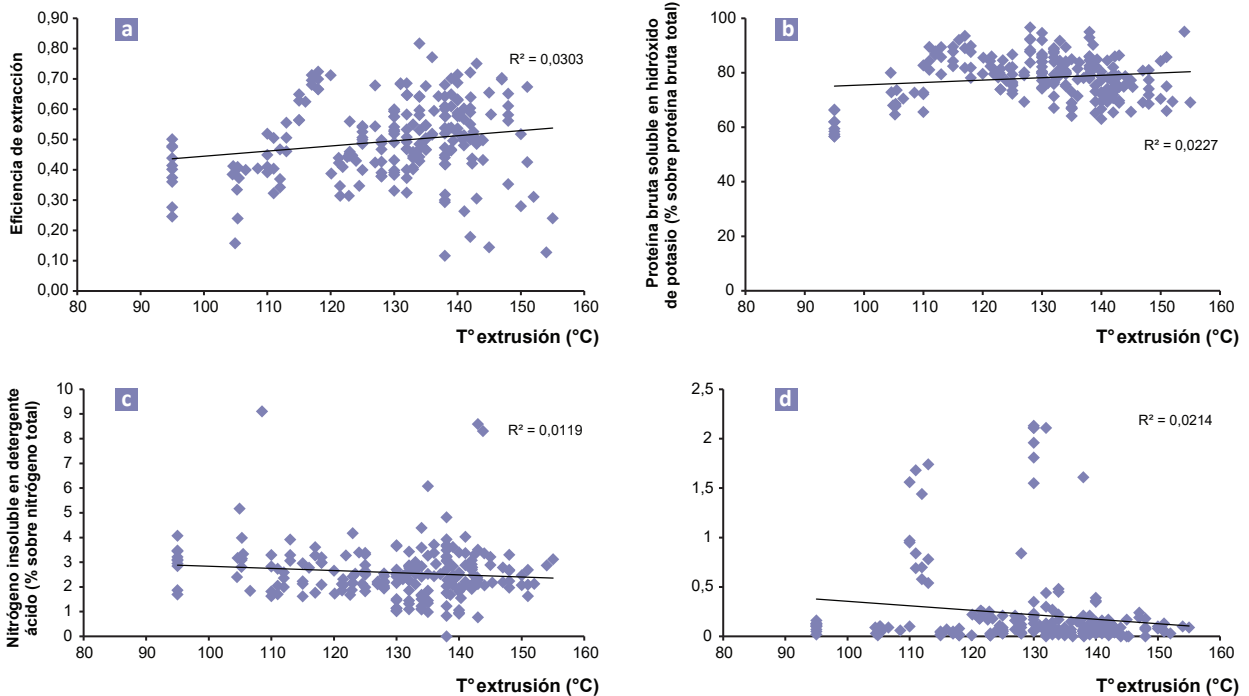 a
Eficiencia de extracción
0,90
0,80
0,70
0,60
0,50
0,40
0,30
0,20
0,10
0,00
R² = 0,0303
80 90 100 110 120 130 140 150 160
T° extrusión (°C)
b
Proteína bruta soluble en hidróxido
de potasio (% sobre proteína bruta total)
100
80
60
40
20
0
R² = 0,0227
80 90 100 110 120 130 140 150 160
T° extrusión (°C)
c
Nitrógeno insoluble en detergente
ácido (% sobre nitrógeno total)
10
9
8
7
6
5
4
3
2
1
0
R² = 0,0119
80 90 100 110 120 130 140 150 160
T° extrusión (°C)
d
2,5
2
1,5
1
0,5
0
R² = 0,0214
80 90 100 110 120 130 140 150 160
T° extrusión (°C)